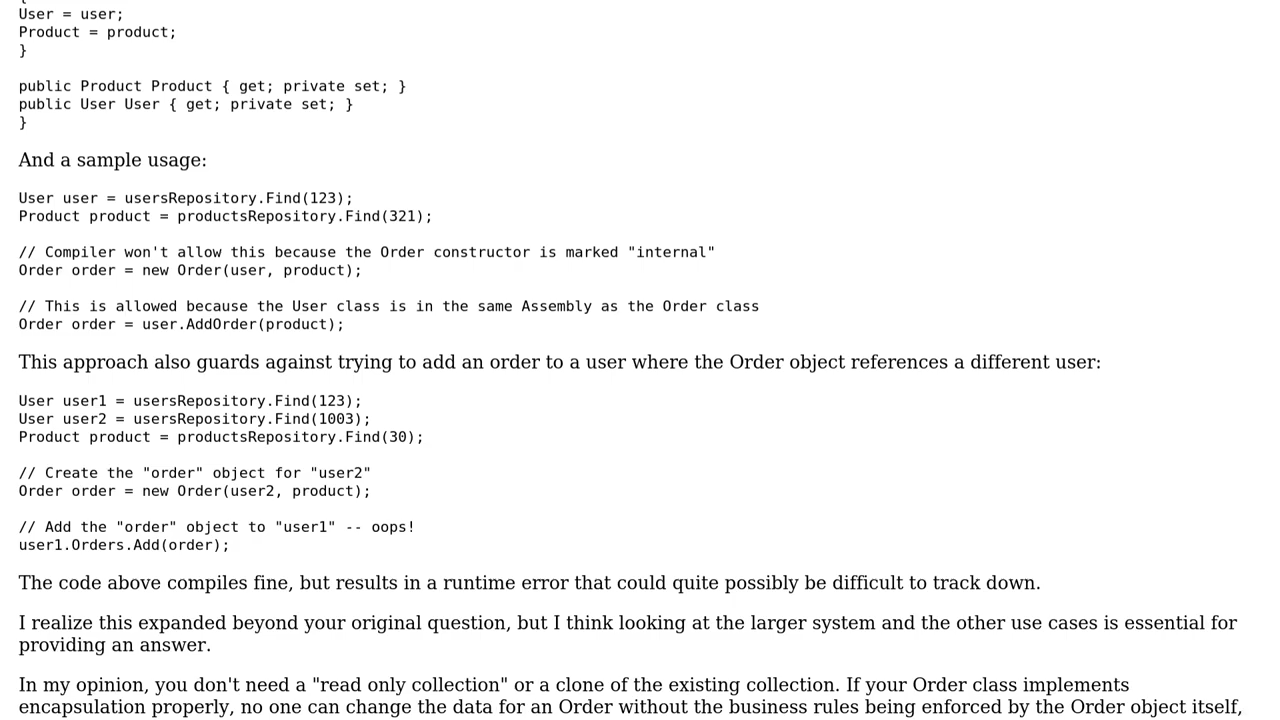 {
User = user;
Product = product;
}
public Product Product { get; private set; }
public User User { get; private set; }
}
And a sample usage:
User user = usersRepository.Find(123);
Product product = productsRepository.Find(321);
// Compiler won't allow this because the Order constructor is marked "internal"
Order order = new Order(user, product);
// This is allowed because the User class is in the same Assembly as the Order class
Order order = user.AddOrder(product);
This approach also guards against trying to add an order to a user where the Order object references a different user:
User user1 = usersRepository.Find(123);
User user2 = usersRepository.Find(1003);
Product product = productsRepository.Find(30);
// Create the "order" object for "user2"
Order order = new Order(user2, product);
// Add the "order" object to "user1" -- oops!
user1.Orders.Add(order);
The code above compiles fine, but results in a runtime error that could quite possibly be difficult to track down.
I realize this expanded beyond your original question, but I think looking at the larger system and the other use cases is essential for
providing an answer.
In my opinion, you don't need a "read only collection" or a clone of the existing collection. If your Order class implements
encapsulation properly, no one can change the data for an Order without the business rules being enforced by the Order object itself,